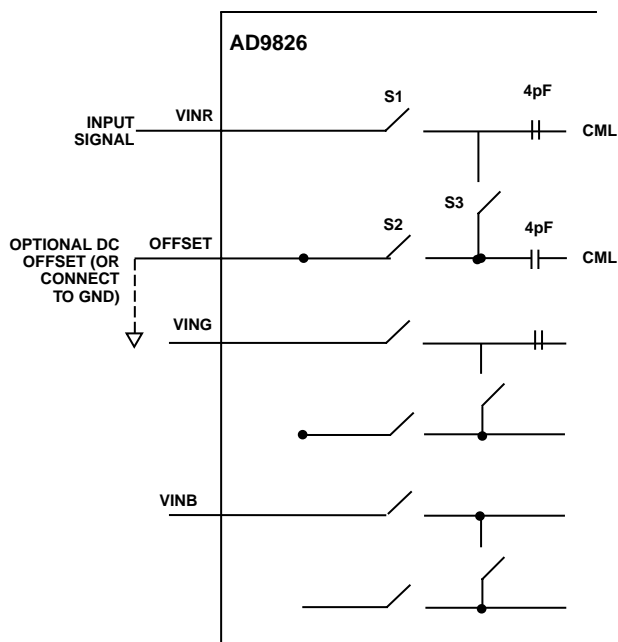 AD9826
S1
4pF
INPUT
SIGNAL
VINR
CML
S3
OPTIONAL DC
OFFSET (OR
CONNECT
TO GND)
OFFSET
S2
4pF
CML
VING
VINB